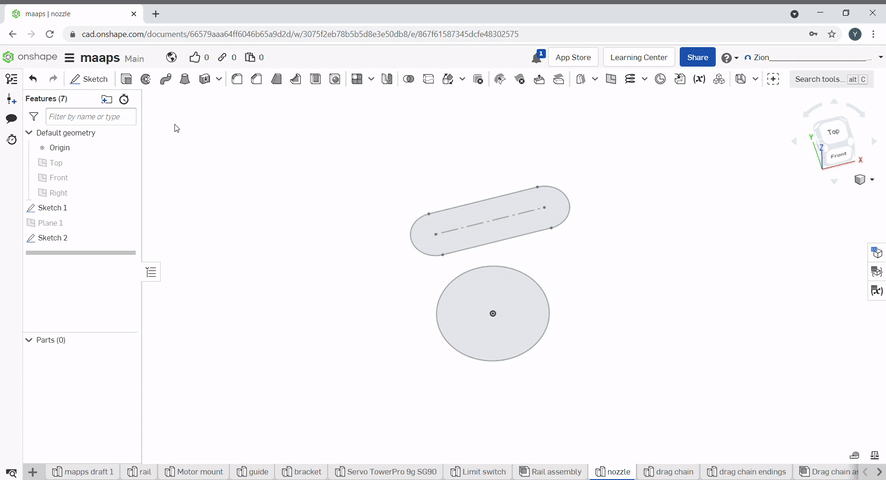 maaps | nozzle
cad.onshape.com/documents/66579aaa64ff6046b65a9d2d/w/3075f2eb78b5b5d8e3e50db8/e/867f61587345dcfe48302575
Y
onshape
maaps Main
0
0
0
1
App Store
Learning Center
Share
Zion_
Sketch
Search tools... alt C
Features (7)
Filter by name or type
Default geometry
Origin
Top
Front
Right
Sketch 1
Plane 1
Sketch 2
Top
Front
Y
Z
X
Parts (0)
mapps draft 1
rail
Motor mount
guide
bracket
Servo TowerPro 9g SG90
Limit switch
Rail assembly
nozzle
drag chain
drag chain endings
Drag chain as